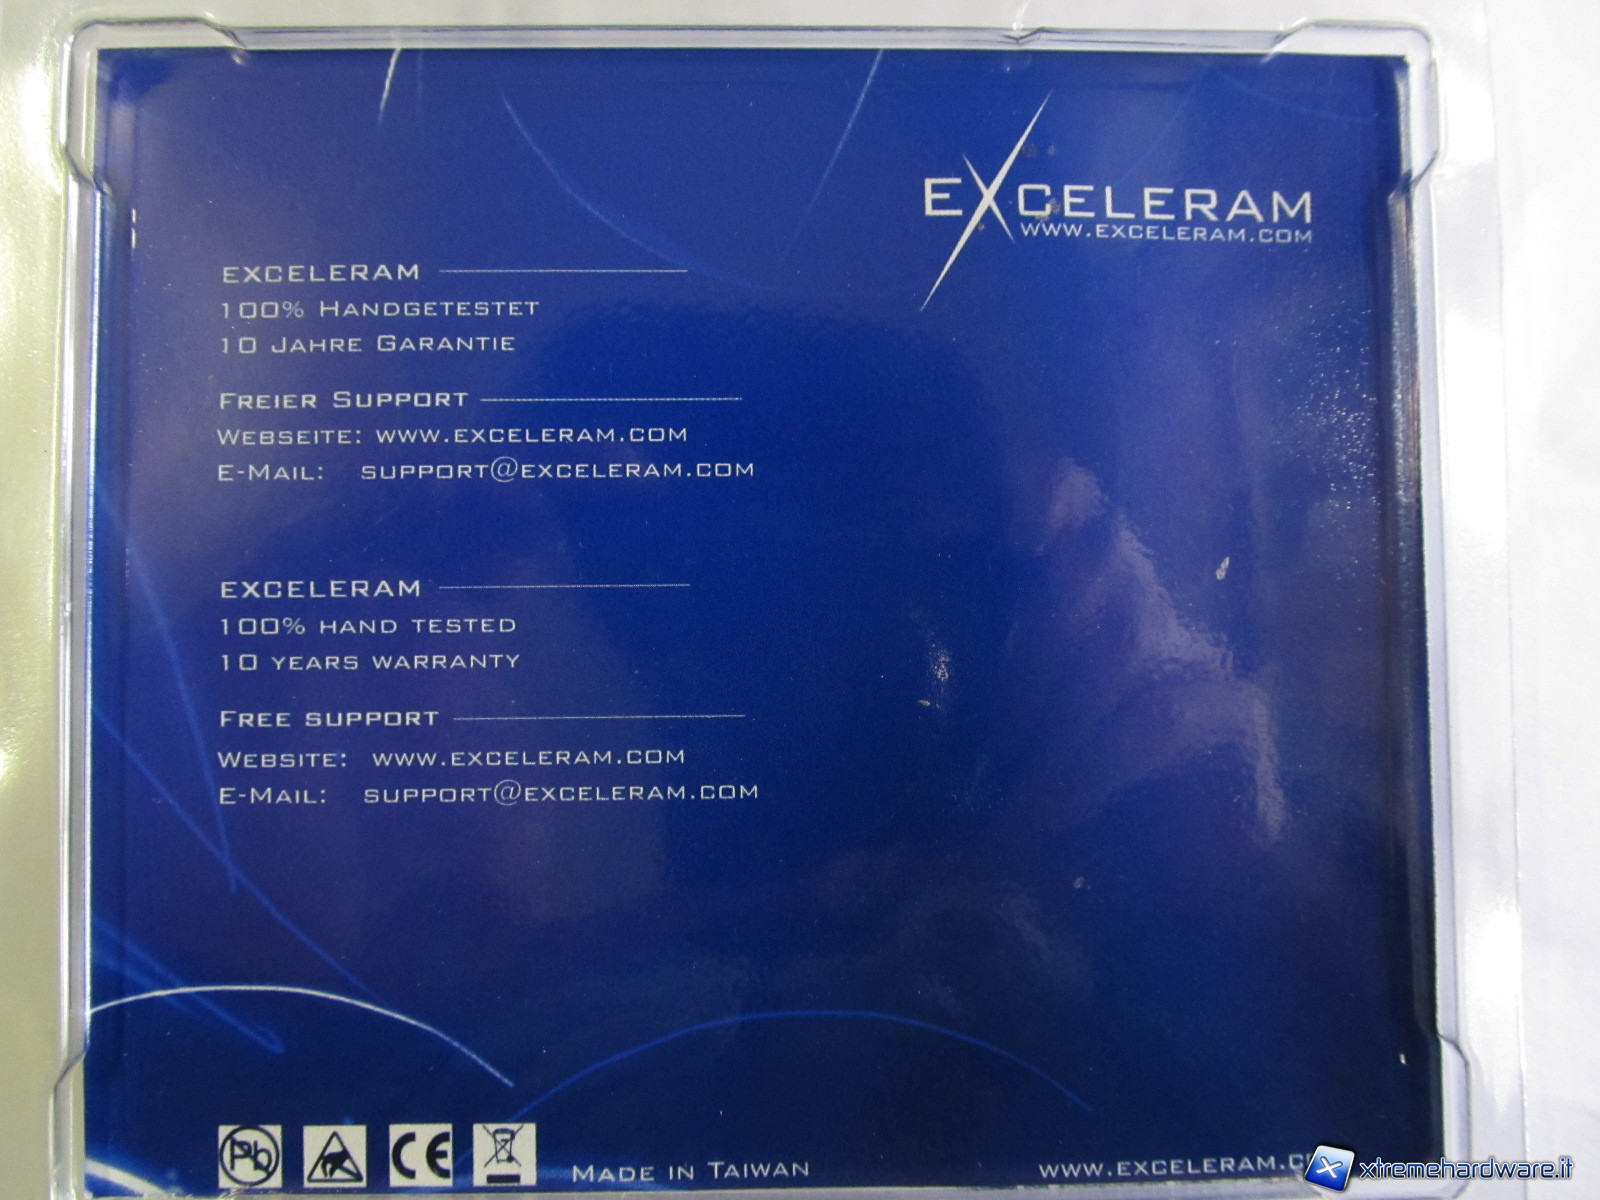 EXCELERAM
WWW.EXCELERAM.COM
EXCELERAM
100% HANDGETESTET
10 JAHRE GARANTIE
FREIER SUPPORT
WEBSEITE: WWW.EXCELERAM.COM
E-MAIL: SUPPORT@EXCELERAM.COM
EXCELERAM
100% HAND TESTED
10 YEARS WARRANTY
FREE SUPPORT
WEBSITE: WWW.EXCELERAM.COM
E-MAIL: SUPPORT@EXCELERAM.COM
Pb
CE
MADE IN TAIWAN
WWW.EXCELERAM.C
xtremehardware.it